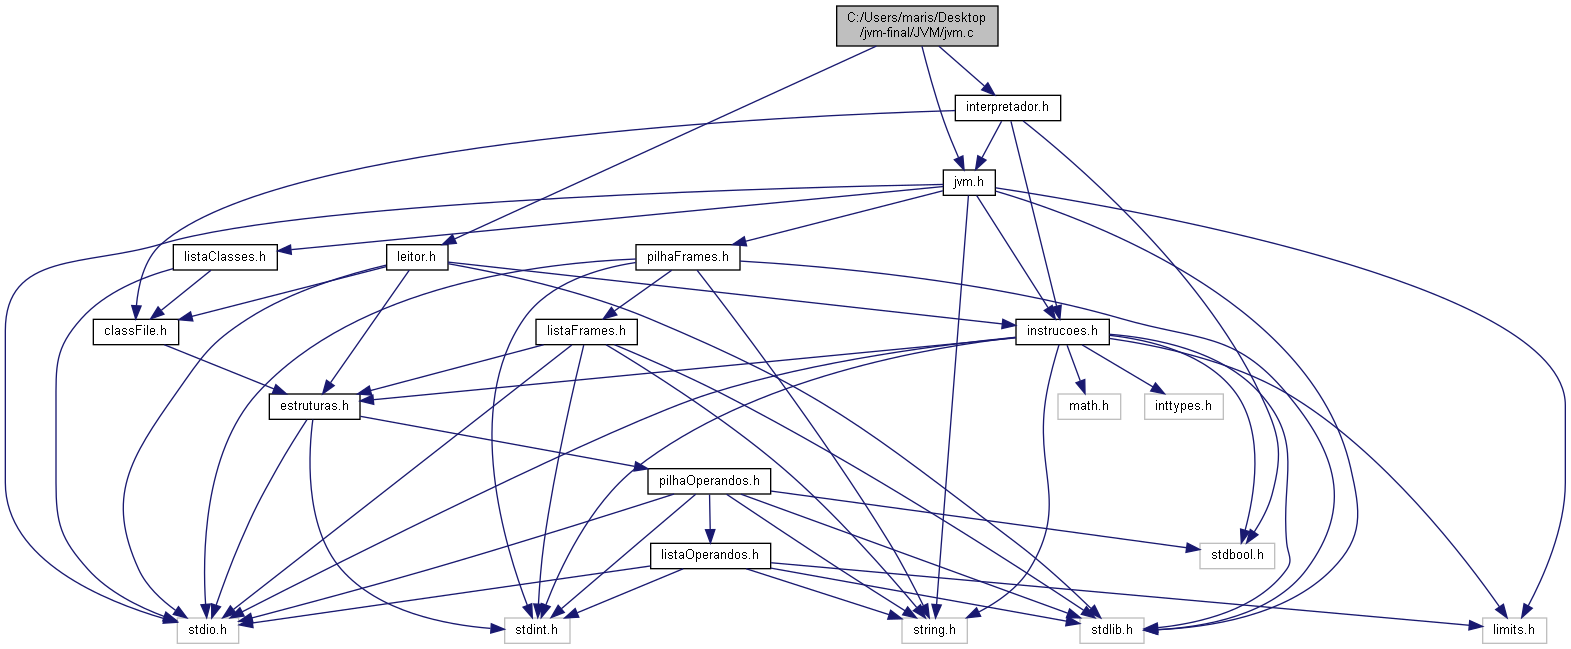 C:/Users/maris/Desktop
/jvm-final/JVM/jvm.c
interpretador.h
jvm.h
listaClasses.h
leitor.h
pilhaFrames.h
classFile.h
listaFrames.h
instrucoes.h
estruturas.h
math.h
inttypes.h
pilhaOperandos.h
listaOperandos.h
stdbool.h
stdio.h
stdint.h
string.h
stdlib.h
limits.h